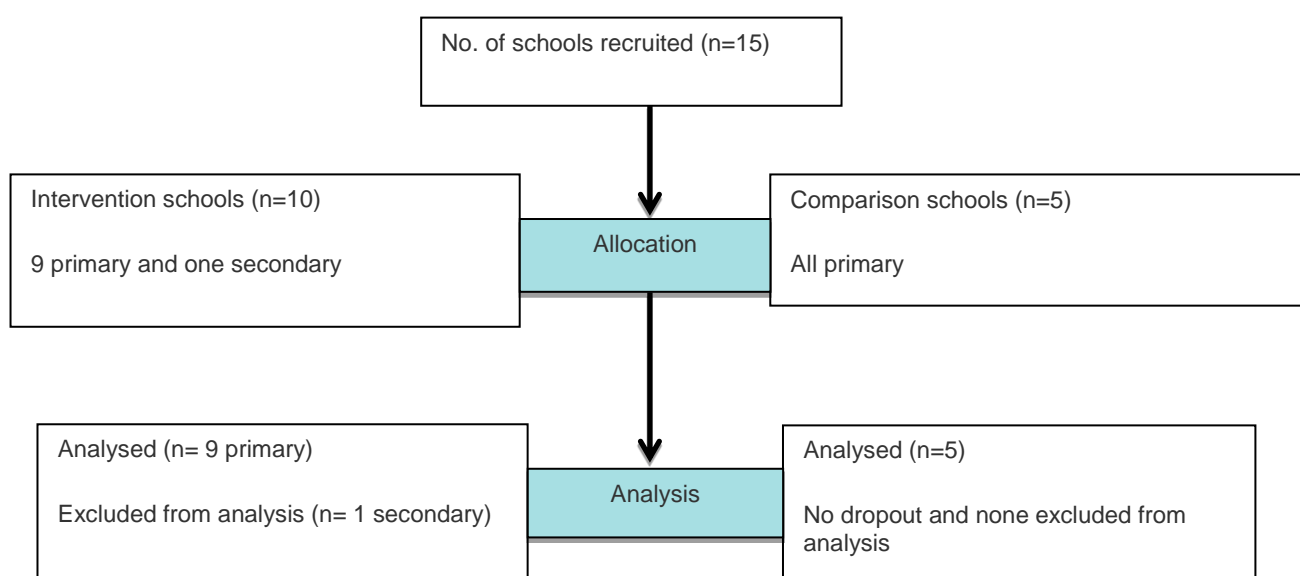 No. of schools recruited (n=15)
Intervention schools (n=10)
9 primary and one secondary
Allocation
Comparison schools (n=5)
All primary
Analysed (n= 9 primary)
Excluded from analysis (n= 1 secondary)
Analysis
Analysed (n=5)
No dropout and none excluded from
analysis